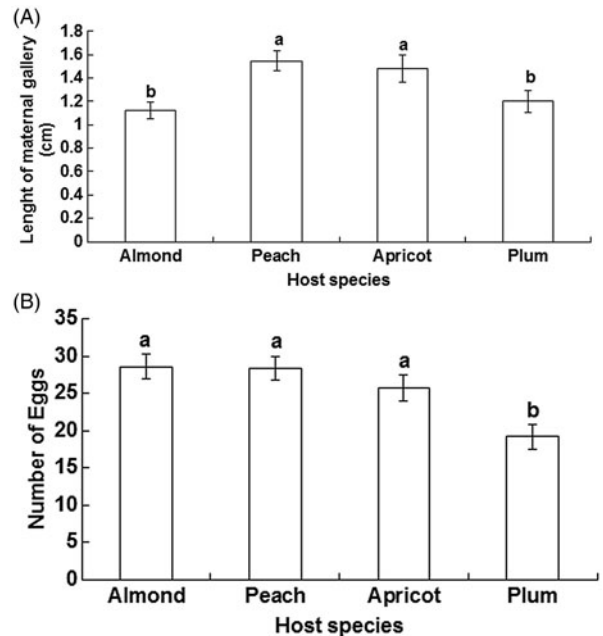 (A)
Lenght of maternal gallery
(cm)
1.8
1.6
1.4
1.2
1
0.8
0.6
0.4
0.2
0
b
a
a
b
Almond Peach Apricot Plum
Host species
(B)
Number of Eggs
35
30
25
20
15
10
5
0
a
a
a
b
Almond Peach Apricot Plum
Host species